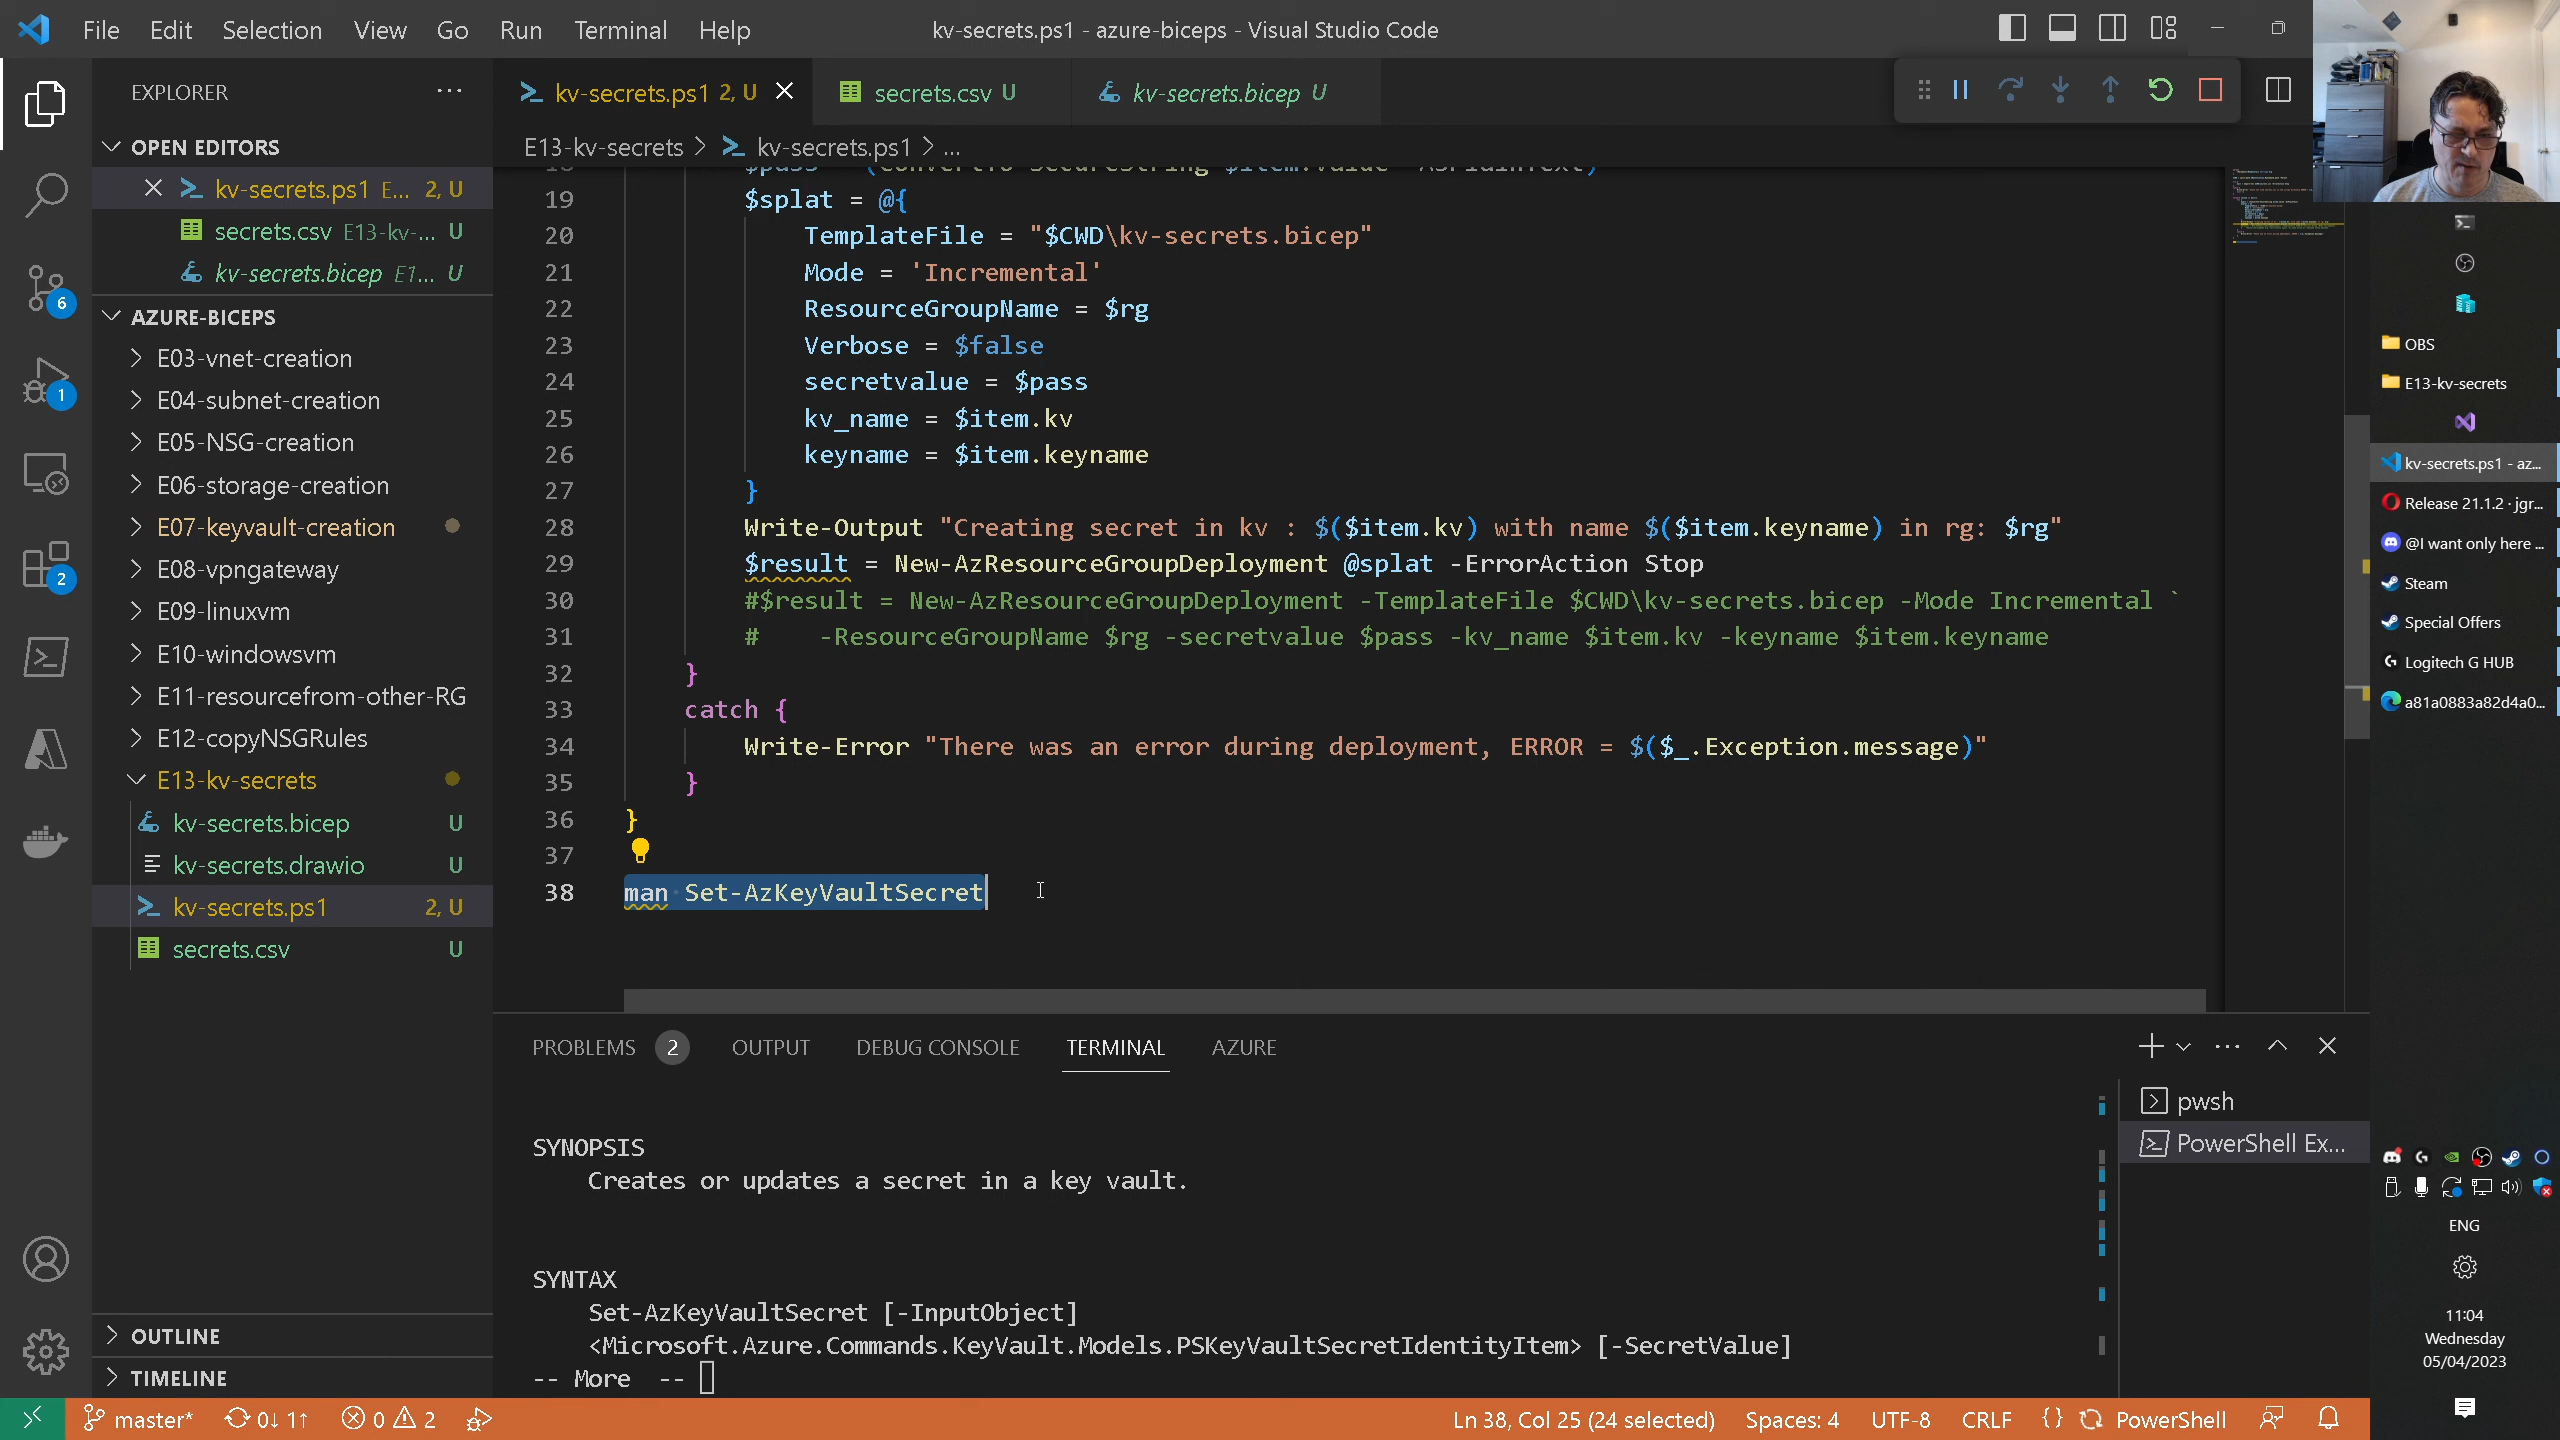 File Edit Selection View Go Run Terminal Help
kv-secrets.ps1 - azure-biceps - Visual Studio Code
EXPLORER
OPEN EDITORS
kv-secrets.ps1 E... 2, U
secrets.csv E13-kv-... U
kv-secrets.bicep E1... U
AZURE-BICEPS
E03-vnet-creation
E04-subnet-creation
E05-NSG-creation
E06-storage-creation
E07-keyvault-creation
E08-vpngateway
E09-linuxvm
E10-windowsvm
E11-resourcefrom-other-RG
E12-copyNSGRules
E13-kv-secrets
kv-secrets.bicep U
kv-secrets.drawio U
kv-secrets.ps1 2, U
secrets.csv U
OUTLINE
TIMELINE
6
1
2
kv-secrets.ps1 2, U
secrets.csv U
kv-secrets.bicep U
E13-kv-secrets > kv-secrets.ps1 > ...
19 $splat = @{
20 TemplateFile = "$CWD\kv-secrets.bicep"
21 Mode = 'Incremental'
22 ResourceGroupName = $rg
23 Verbose = $false
24 secretvalue = $pass
25 kv_name = $item.kv
26 keyname = $item.keyname
27 }
28 Write-Output "Creating secret in kv : $($item.kv) with name $($item.keyname) in rg: $rg"
29 $result = New-AzResourceGroupDeployment @splat -ErrorAction Stop
30 #$result = New-AzResourceGroupDeployment -TemplateFile $CWD\kv-secrets.bicep -Mode Incremental `
31 # -ResourceGroupName $rg -secretvalue $pass -kv_name $item.kv -keyname $item.keyname
32 }
33 catch {
34 Write-Error "There was an error during deployment, ERROR = $($_.Exception.message)"
35 }
36 }
37
38 man Set-AzKeyVaultSecret
PROBLEMS 2 OUTPUT DEBUG CONSOLE TERMINAL AZURE
SYNOPSIS
Creates or updates a secret in a key vault.
SYNTAX
Set-AzKeyVaultSecret [-InputObject]
<Microsoft.Azure.Commands.KeyVault.Models.PSKeyVaultSecretIdentityItem> [-SecretValue]
-- More --
pwsh
PowerShell Ex...
master* 0↓ 1↑ 0 2
Ln 38, Col 25 (24 selected) Spaces: 4 UTF-8 CRLF {} PowerShell
OBS
E13-kv-secrets
kv-secrets.ps1 - az...
Release 21.1.2 · jgr...
@I want only here ...
Steam
Special Offers
Logitech G HUB
a81a0883a82d4a0...
ENG
11:04
Wednesday
05/04/2023